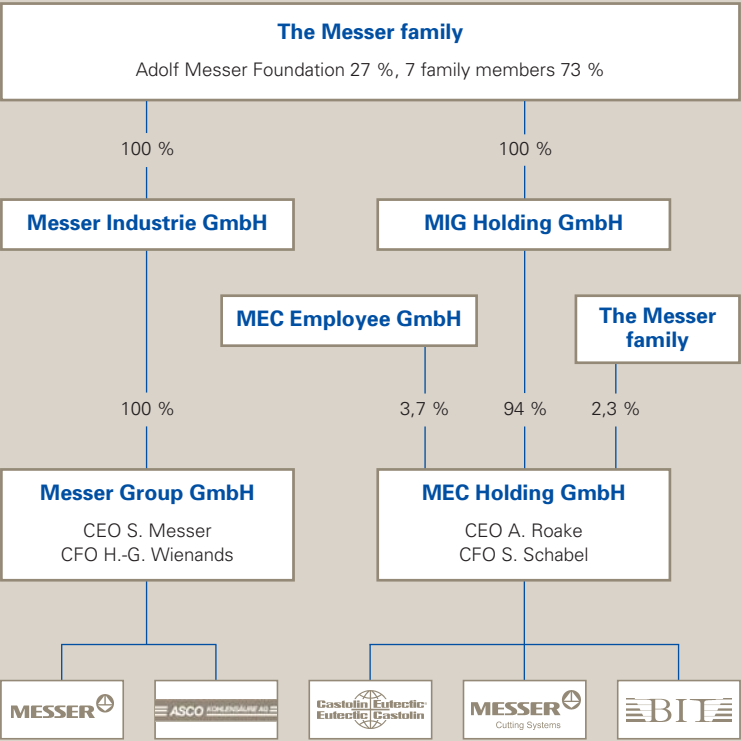 The Messer family
Adolf Messer Foundation 27 %, 7 family members 73 %
100 %
100 %
Messer Industrie GmbH
MIG Holding GmbH
MEC Employee GmbH
The Messer
family
100 %
3,7 %
94 %
2,3 %
Messer Group GmbH
CEO S. Messer
CFO H.-G. Wienands
MEC Holding GmbH
CEO A. Roake
CFO S. Schabel
MESSER
ASCO KOHLENSÄURE AG
Castolin Eutectic
Eutectic Castolin
MESSER
Cutting Systems
BIT